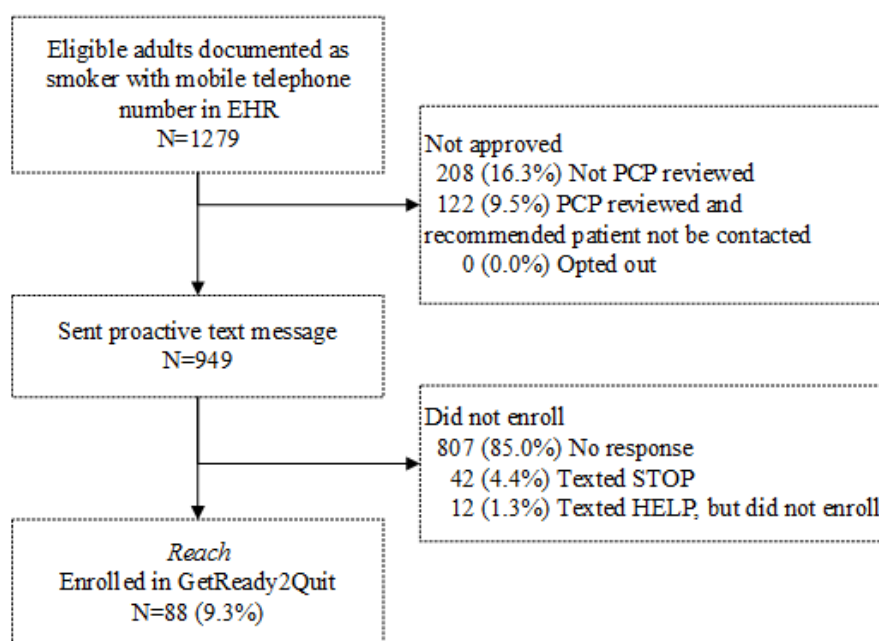 Eligible adults documented as
smoker with mobile telephone
number in EHR
N=1279
Not approved
208 (16.3%) Not PCP reviewed
122 (9.5%) PCP reviewed and
recommended patient not be contacted
0 (0.0%) Opted out
Sent proactive text message
N=949
Did not enroll
807 (85.0%) No response
42 (4.4%) Texted STOP
12 (1.3%) Texted HELP, but did not enroll
Reach
Enrolled in GetReady2Quit
N=88 (9.3%)